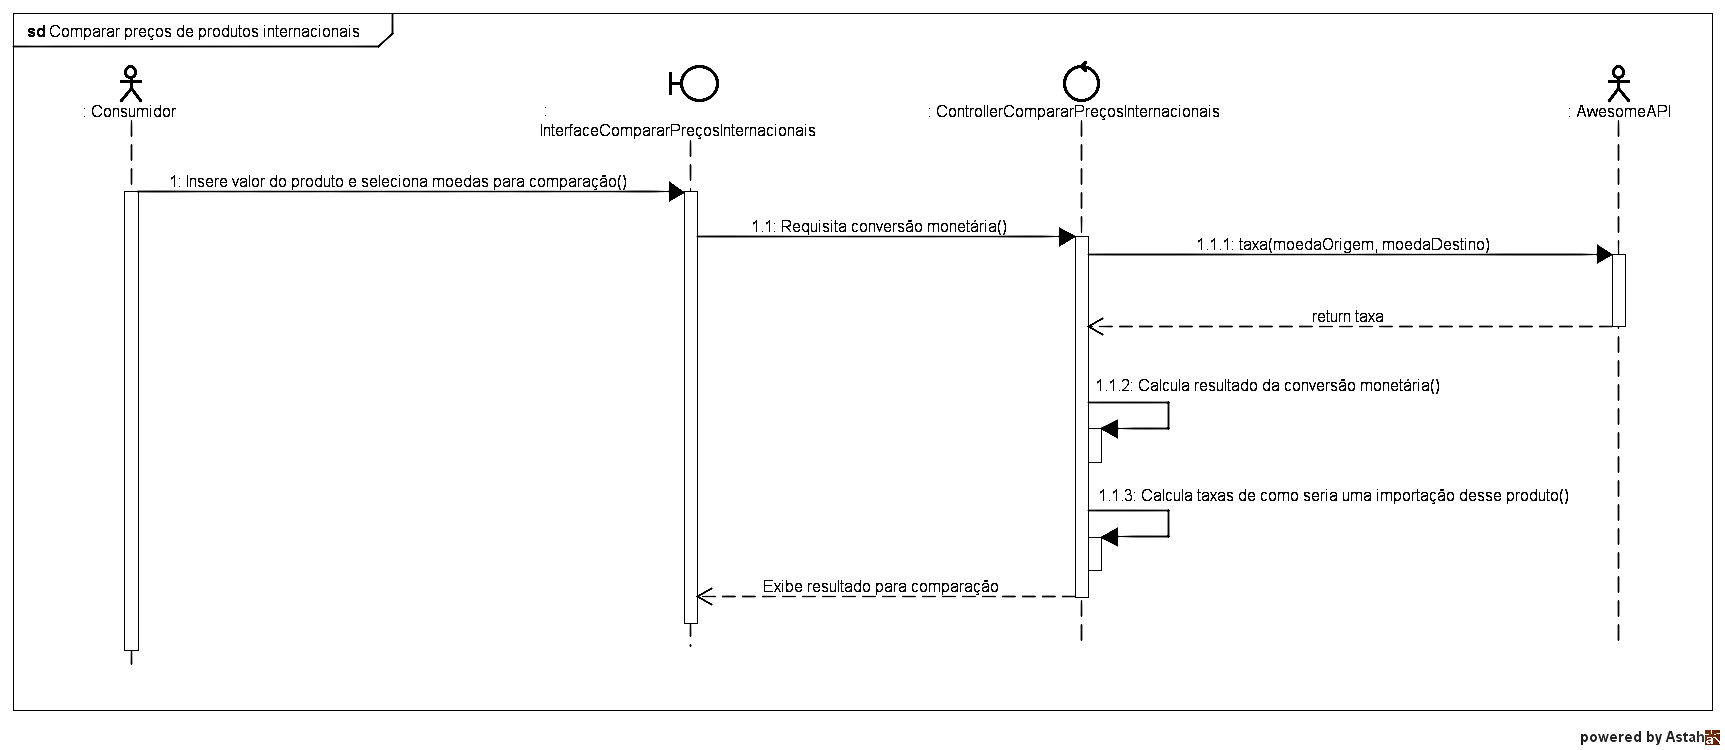 sd Comparar preços de produtos internacionais
: Consumidor
:
InterfaceCompararPreçosInternacionais
: ControllerCompararPreçosInternacionais
: AwesomeAPI
1: Insere valor do produto e seleciona moedas para comparação()
1.1: Requisita conversão monetária()
1.1.1: taxa(moedaOrigem, moedaDestino)
return taxa
1.1.2: Calcula resultado da conversão monetária()
1.1.3: Calcula taxas de como seria uma importação desse produto()
Exibe resultado para comparação
powered by Astah